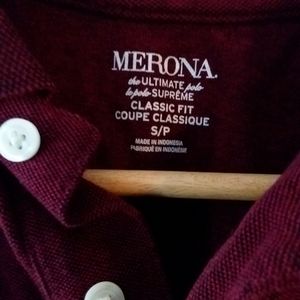 MERONA.
the ULTIMATE polo
le polo SUPRÊME
CLASSIC FIT
COUPE CLASSIQUE
S/P
MADE IN INDONESIA
FABRIQUÉ EN INDONÉSIE